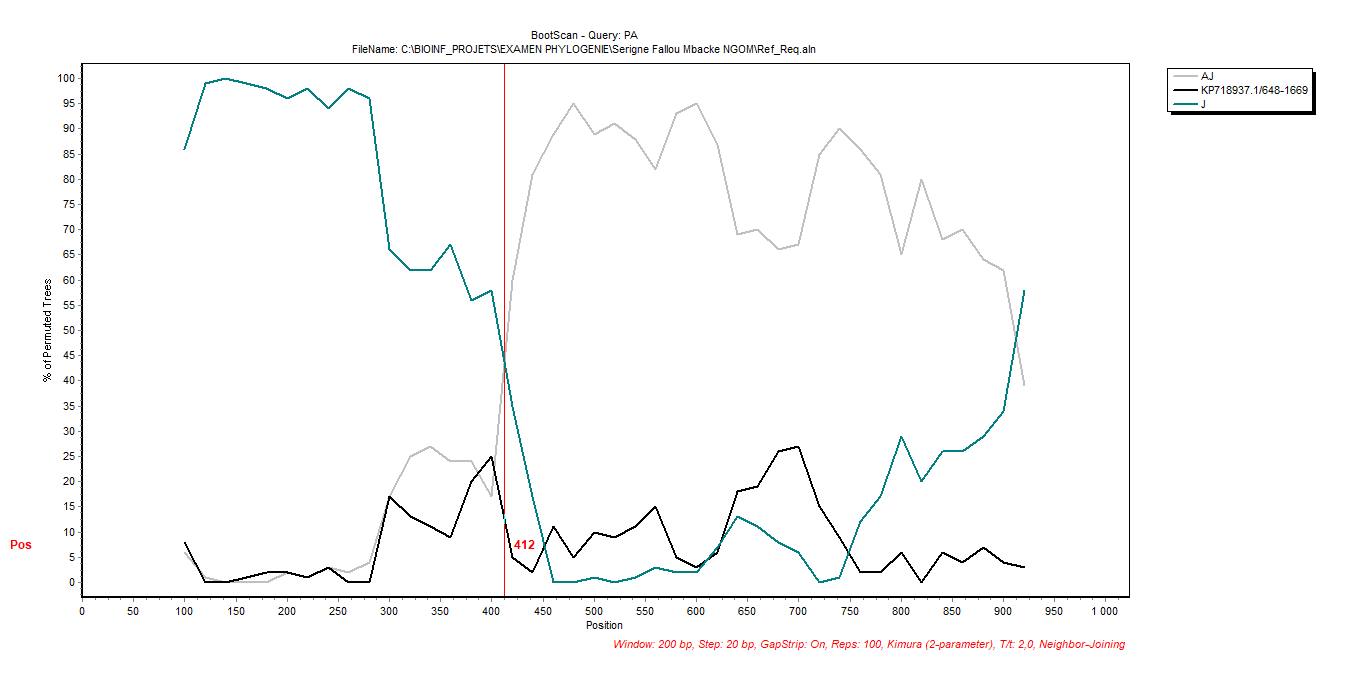 BootScan - Query: PA
FileName: C:\BIOINF_PROJETS\EXAMEN PHYLOGENIE\Serigne Fallou Mbacke NGOM\Ref_Req.aln
AJ
KP718937.1/648-1669
J
100
95
90
85
80
75
70
65
60
55
50
45
40
35
30
25
20
15
10
5
0
% of Permuted Trees
Pos
412
0 50 100 150 200 250 300 350 400 450 500 550 600 650 700 750 800 850 900 950 1 000
Position
Window: 200 bp, Step: 20 bp, GapStrip: On, Reps: 100, Kimura (2-parameter), T/t: 2,0, Neighbor-Joining